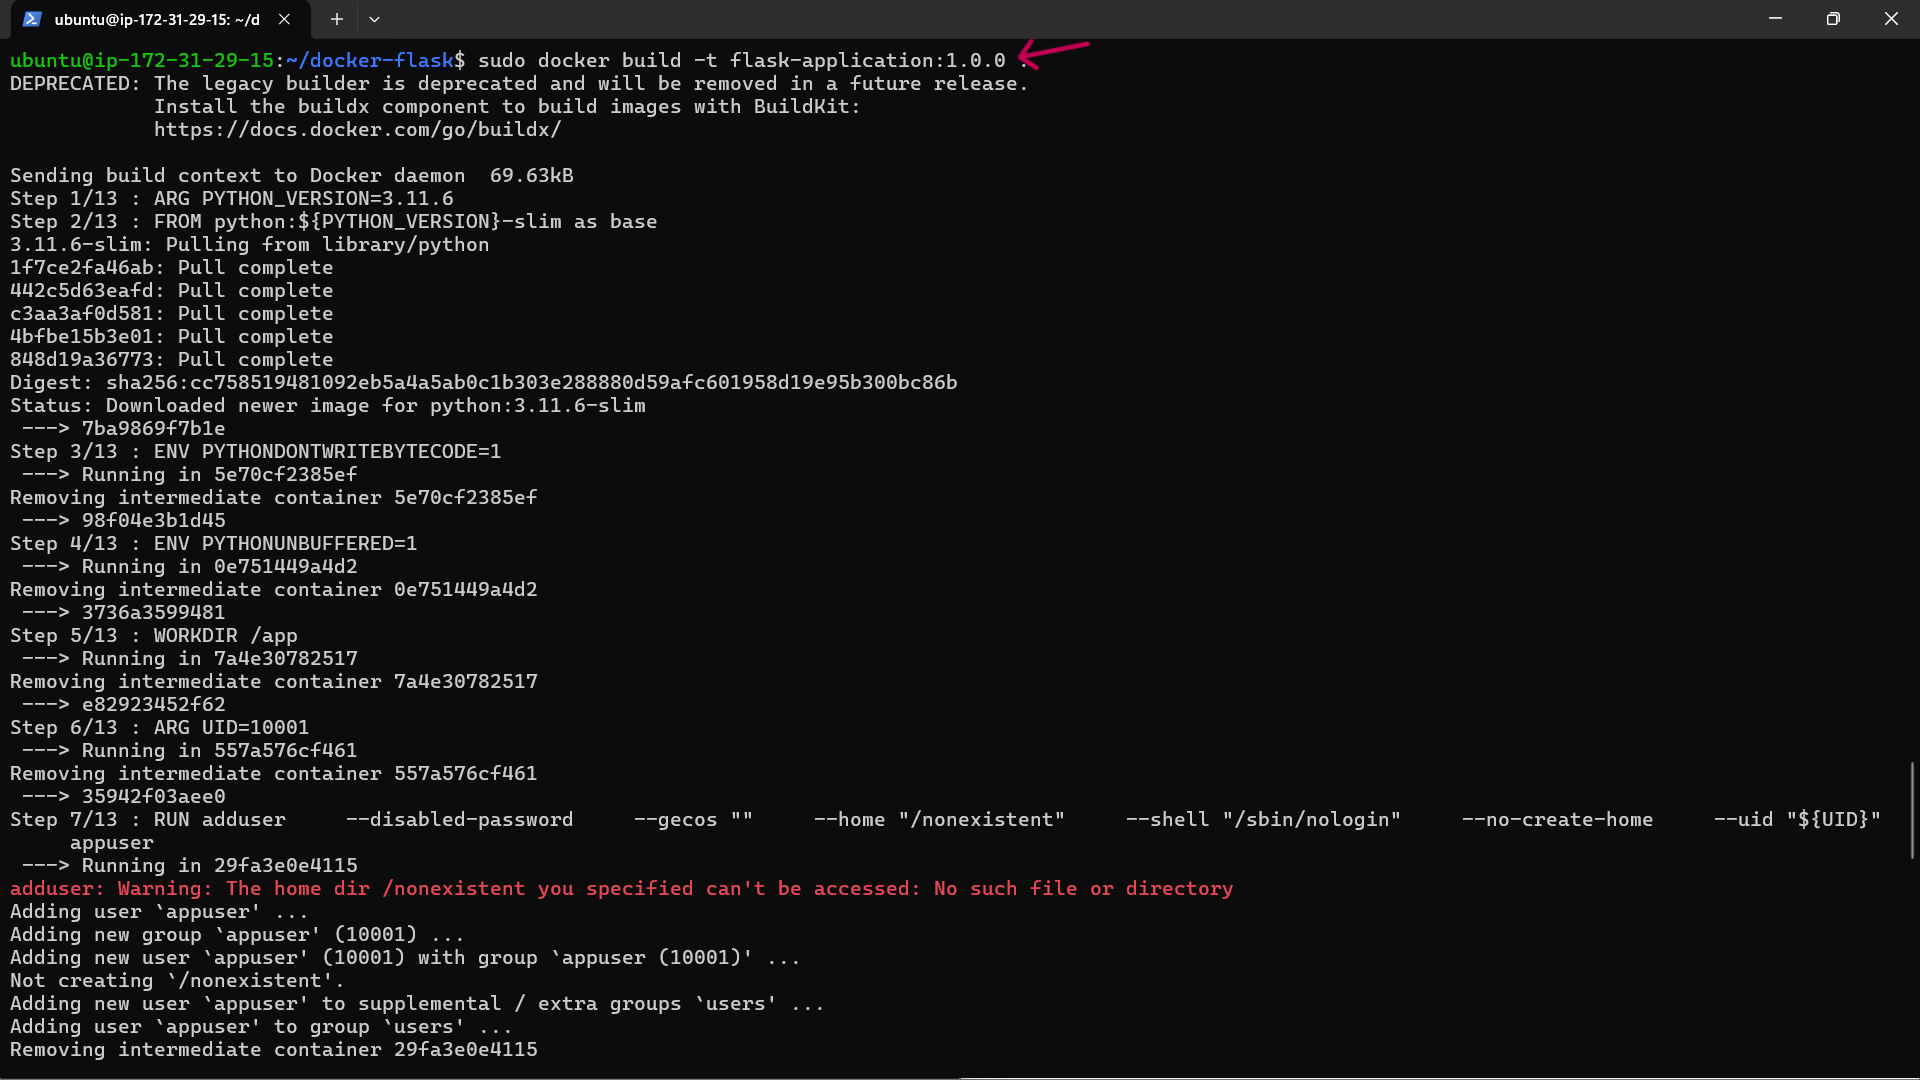 ubuntu@ip-172-31-29-15: ~/d
ubuntu@ip-172-31-29-15:~/docker-flask$ sudo docker build -t flask-application:1.0.0 .
DEPRECATED: The legacy builder is deprecated and will be removed in a future release.
            Install the buildx component to build images with BuildKit:
            https://docs.docker.com/go/buildx/

Sending build context to Docker daemon  69.63kB
Step 1/13 : ARG PYTHON_VERSION=3.11.6
Step 2/13 : FROM python:${PYTHON_VERSION}-slim as base
3.11.6-slim: Pulling from library/python
1f7ce2fa46ab: Pull complete
442c5d63eafd: Pull complete
c3aa3af0d581: Pull complete
4bfbe15b3e01: Pull complete
848d19a36773: Pull complete
Digest: sha256:cc758519481092eb5a4a5ab0c1b303e288880d59afc601958d19e95b300bc86b
Status: Downloaded newer image for python:3.11.6-slim
 ---> 7ba9869f7b1e
Step 3/13 : ENV PYTHONDONTWRITEBYTECODE=1
 ---> Running in 5e70cf2385ef
Removing intermediate container 5e70cf2385ef
 ---> 98f04e3b1d45
Step 4/13 : ENV PYTHONUNBUFFERED=1
 ---> Running in 0e751449a4d2
Removing intermediate container 0e751449a4d2
 ---> 3736a3599481
Step 5/13 : WORKDIR /app
 ---> Running in 7a4e30782517
Removing intermediate container 7a4e30782517
 ---> e82923452f62
Step 6/13 : ARG UID=10001
 ---> Running in 557a576cf461
Removing intermediate container 557a576cf461
 ---> 35942f03aee0
Step 7/13 : RUN adduser     --disabled-password     --gecos ""     --home "/nonexistent"     --shell "/sbin/nologin"     --no-create-home     --uid "${UID}"
     appuser
 ---> Running in 29fa3e0e4115
adduser: Warning: The home dir /nonexistent you specified can't be accessed: No such file or directory
Adding user `appuser' ...
Adding new group `appuser' (10001) ...
Adding new user `appuser' (10001) with group `appuser (10001)' ...
Not creating `/nonexistent'.
Adding new user `appuser' to supplemental / extra groups `users' ...
Adding user `appuser' to group `users' ...
Removing intermediate container 29fa3e0e4115